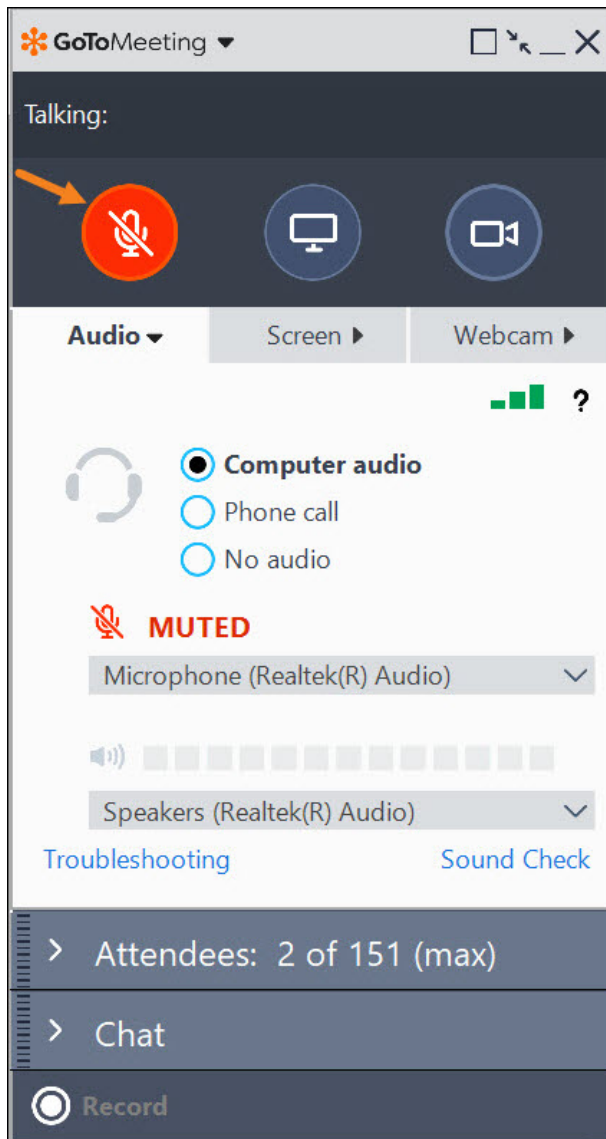 GoToMeeting
Talking:
Audio Screen Webcam
?
Computer audio
Phone call
No audio
MUTED
Microphone (Realtek(R) Audio)
Speakers (Realtek(R) Audio)
Troubleshooting Sound Check
Attendees: 2 of 151 (max)
Chat
Record